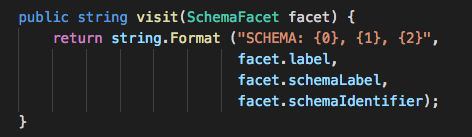 public string visit(SchemaFacet facet) {
return string.Format ("SCHEMA: {0}, {1}, {2}",
facet.label,
facet.schemaLabel,
facet.schemaIdentifier);
}